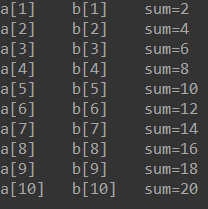 a[1]    b[1]    sum=2
a[2]    b[2]    sum=4
a[3]    b[3]    sum=6
a[4]    b[4]    sum=8
a[5]    b[5]    sum=10
a[6]    b[6]    sum=12
a[7]    b[7]    sum=14
a[8]    b[8]    sum=16
a[9]    b[9]    sum=18
a[10]    b[10]    sum=20